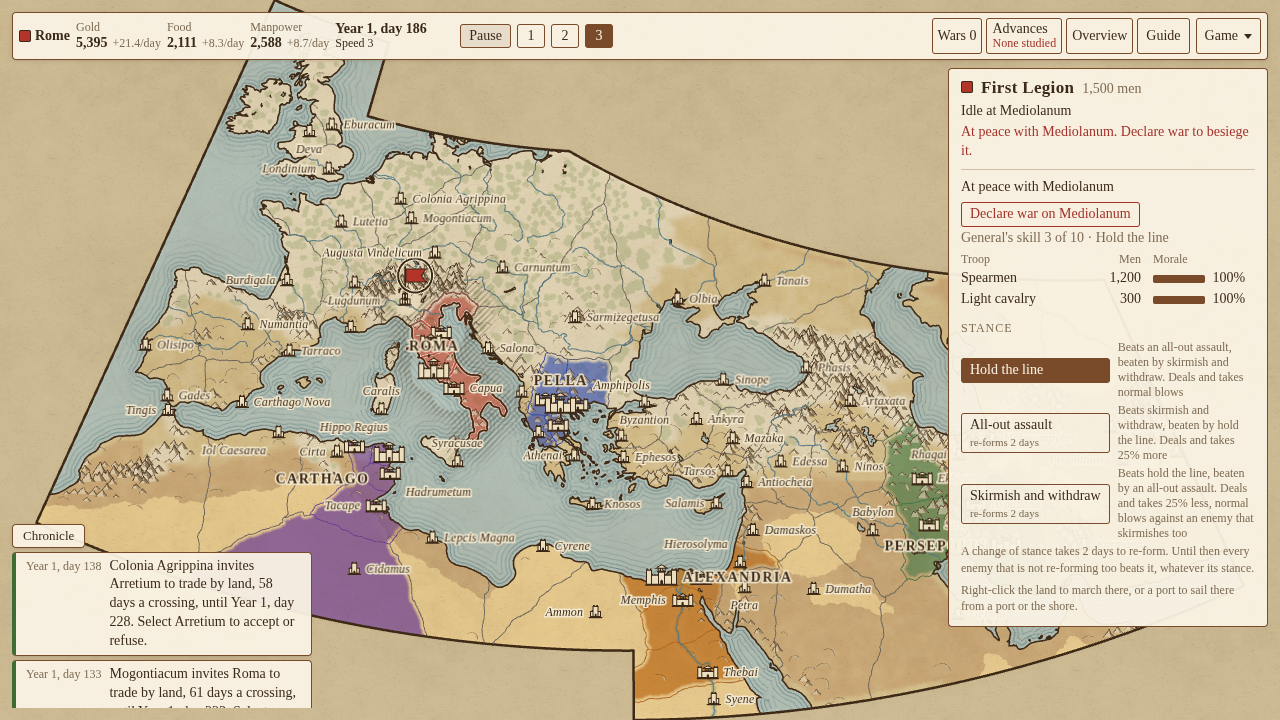 Rome
Gold
5,395 +21.4/day
Food
2,111 +8.3/day
Manpower
2,588 +8.7/day
Year 1, day 186
Speed 3
Pause
1
2
3
Wars 0
Advances
None studied
Overview
Guide
Game
First Legion 1,500 men
Idle at Mediolanum
At peace with Mediolanum. Declare war to besiege
it.
At peace with Mediolanum
Declare war on Mediolanum
General's skill 3 of 10 · Hold the line
Troop Men Morale
Spearmen 1,200 100%
Light cavalry 300 100%
STANCE
Hold the line
Beats an all-out assault,
beaten by skirmish and
withdraw. Deals and takes
normal blows
All-out assault
re-forms 2 days
Beats skirmish and
withdraw, beaten by hold
the line. Deals and takes
25% more
Skirmish and withdraw
re-forms 2 days
Beats hold the line, beaten
by an all-out assault. Deals
and takes 25% less, normal
blows against an enemy that
skirmishes too
A change of stance takes 2 days to re-form. Until then every
enemy that is not re-forming too beats it, whatever its stance.
Right-click the land to march there, or a port to sail there
from a port or the shore.
Eburacum
Deva
Londinium
Colonia Agrippina
Lutetia
Mogontiacum
Augusta Vindelicum
Carnuntum
Burdigala
Lugdunum
Olbia
Tanais
Numantia
Sarmizegetusa
Olisipo
Tarraco
ROMA
Salona
Phasis
Sinope
PELLA
Amphipolis
Caralis
Capua
Gades
Carthago Nova
Artaxata
Tingis
Byzantion
Ankyra
Hippo Regius
Mazaka
Iol Caesarea
Cirta
Syracusae
Athenai
Ephesos
Tarsos
Edessa
Ninos
Rhagai
CARTHAGO
Antiocheia
Hadrumetum
Tacape
Knosos
Salamis
Babylon
Lepcis Magna
Cyrene
Hierosolyma
Damaskos
PERSEP
Cidamus
ALEXANDRIA
Memphis
Petra
Dumatha
Ammon
Thebai
Syene
Chronicle
Year 1, day 138 Colonia Agrippina invites
Arretium to trade by land, 58
days a crossing, until Year 1, day
228. Select Arretium to accept or
refuse.
Year 1, day 133 Mogontiacum invites Roma to
trade by land, 61 days a crossing,